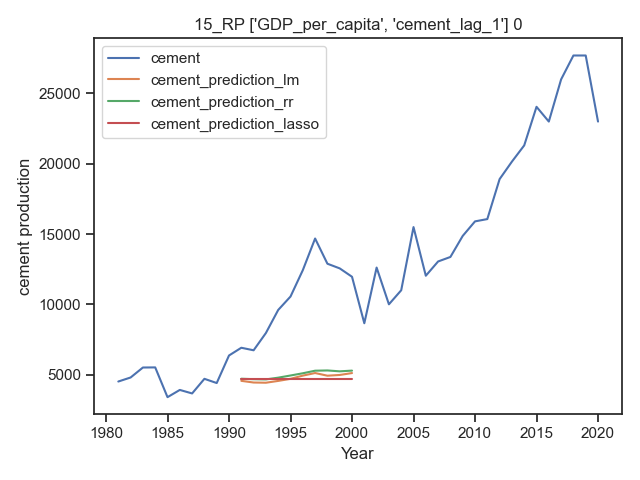 15_RP ['GDP_per_capita', 'cement_lag_1'] 0
cement
cement_prediction_lm
cement_prediction_rr
cement_prediction_lasso
cement production
25000
20000
15000
10000
5000
1980 1985 1990 1995 2000 2005 2010 2015 2020
Year